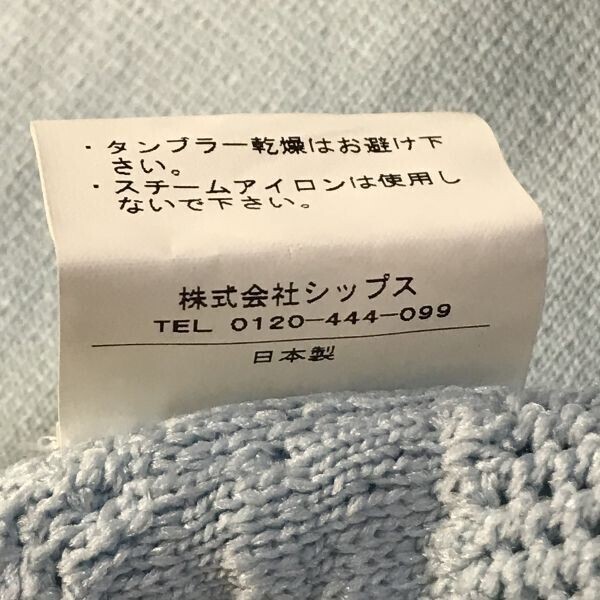 ・タンブラー乾燥はお避け下
さい。
・スチームアイロンは使用し
ないで下さい。
株式会社シップス
TEL 0120-444-099
日本製